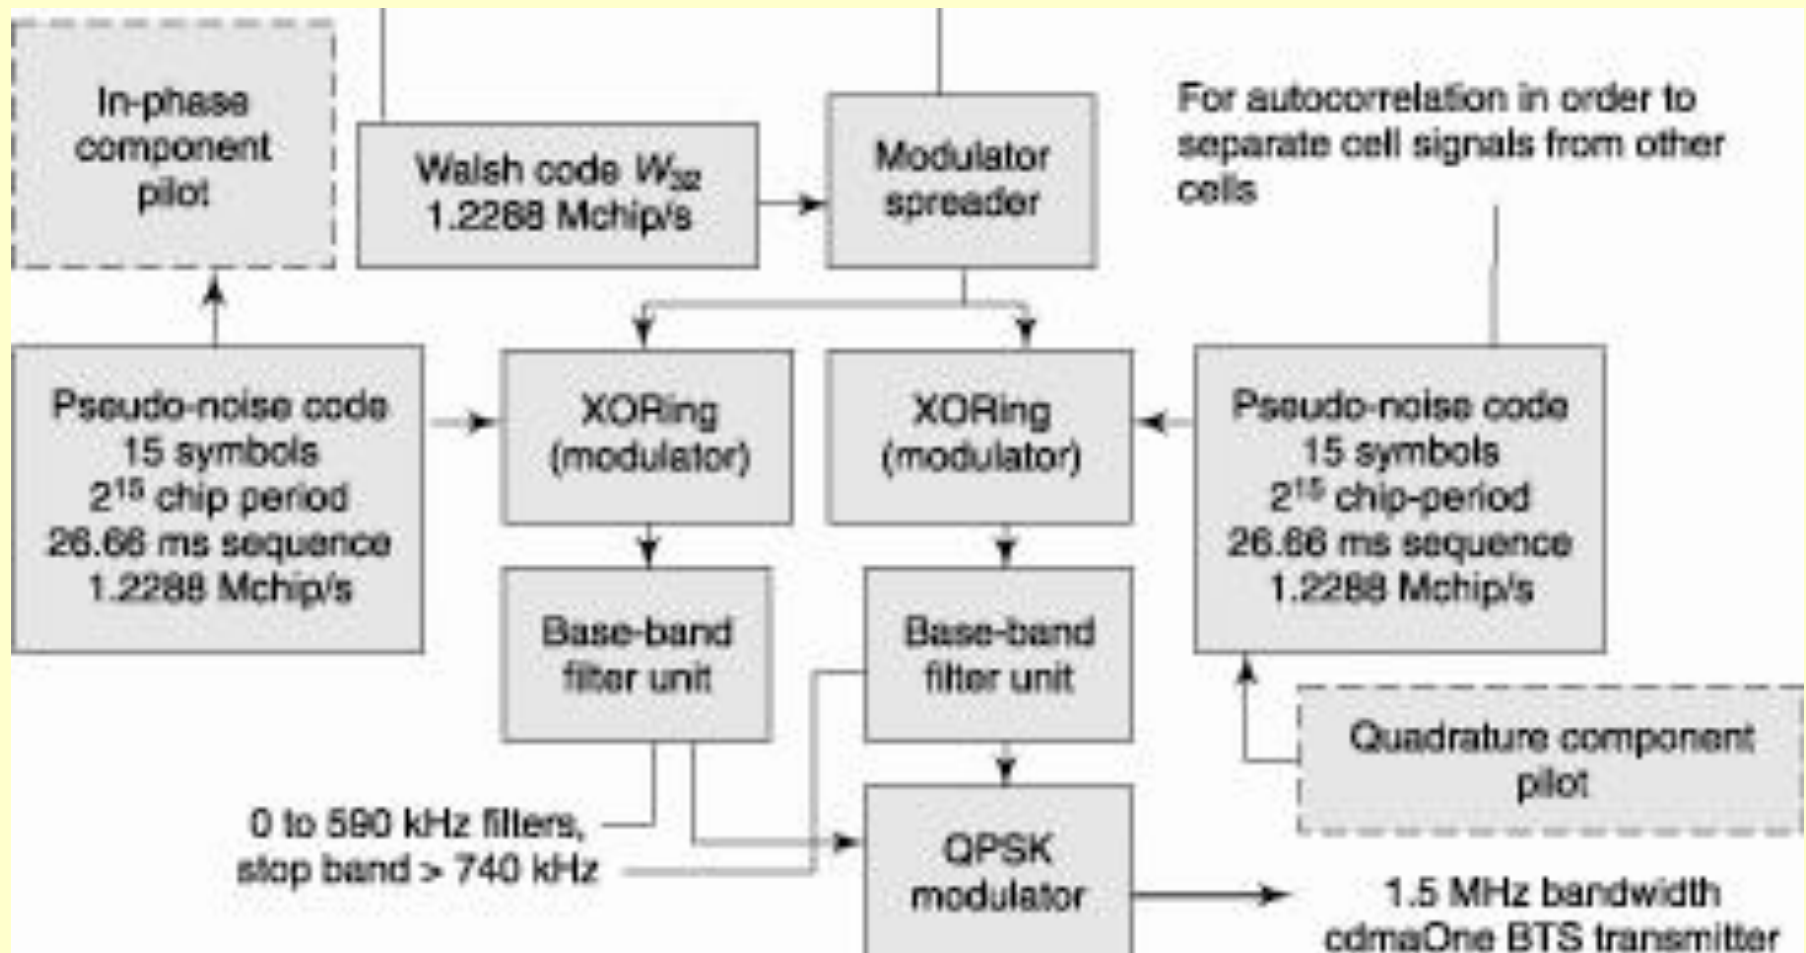 In-phase
component
pilot
Walsh code W32
1.2288 Mchip/s
Modulator
spreader
For autocorrelation in order to
separate cell signals from other
cells
Pseudo-noise code
15 symbols
2¹⁵ chip period
26.66 ms sequence
1.2288 Mchip/s
XORing
(modulator)
XORing
(modulator)
Pseudo-noise code
15 symbols
2¹⁵ chip-period
26.66 ms sequence
1.2288 Mchip/s
Base-band
filter unit
Base-band
filter unit
Quadrature component
pilot
0 to 590 kHz filters,
stop band > 740 kHz
QPSK
modulator
1.5 MHz bandwidth
cdmaOne BTS transmitter